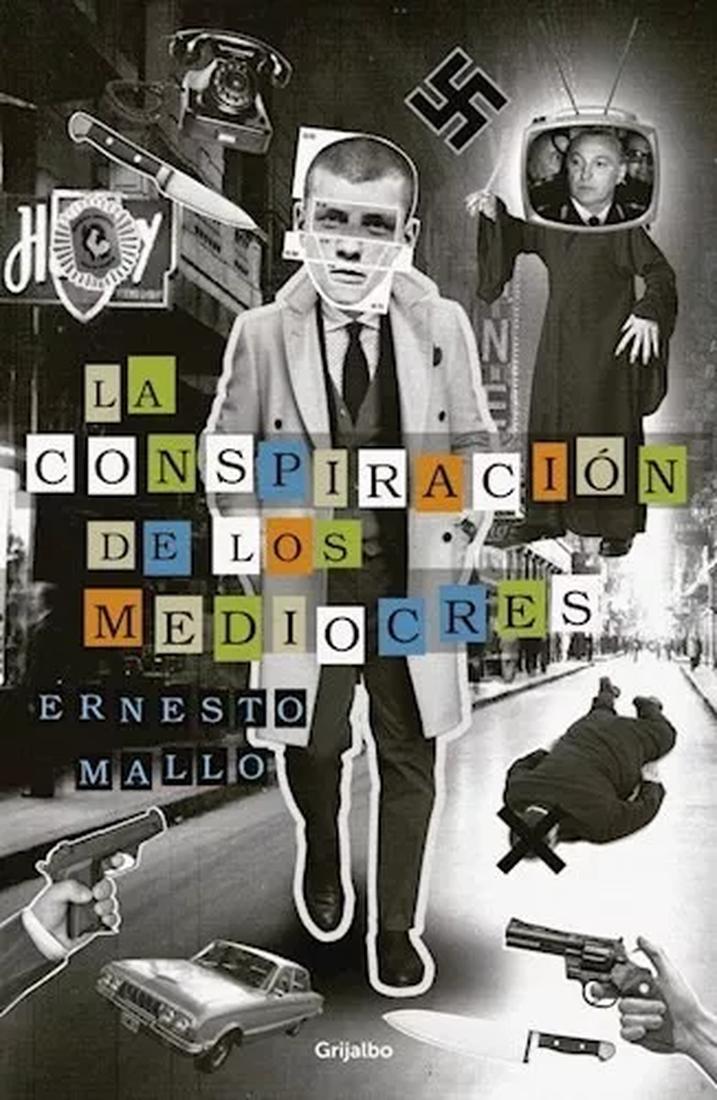 LA
CONSPIRACIÓN
DE LOS
MEDIOCRES
ERNESTO
MALLO
Grijalbo